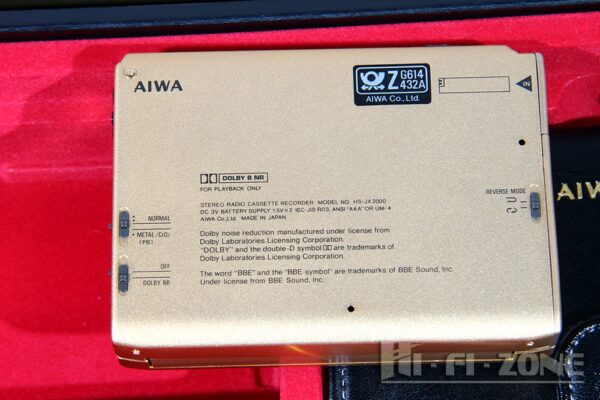 AIWA
Z G614
432A
AIWA Co., Ltd.
IN
DOLBY B NR
FOR PLAYBACK ONLY
STEREO RADIO CASSETTE RECORDER MODEL NO. HS-JX2000
DC 3V BATTERY SUPPLY 1.5V×2 IEC·JIS R03, ANSI "AAA" OR UM-4
AIWA Co., Ltd. MADE IN JAPAN
REVERSE MODE
AIWA
NORMAL
METAL/CrO₂
(PB)
OFF
DOLBY NR
Dolby noise reduction manufactured under license from
Dolby Laboratories Licensing Corporation.
"DOLBY" and the double-D symbol are trademarks of
Dolby Laboratories Licensing Corporation.
The word "BBE" and the "BBE symbol" are trademarks of BBE Sound, Inc.
Under license from BBE Sound, Inc.
Hi-Fi-ZONE